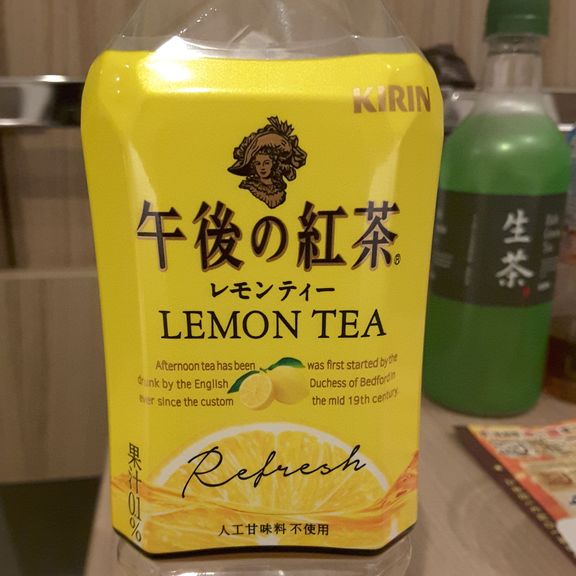 KIRIN
午後の紅茶®
レモンティー
LEMON TEA
Afternoon tea has been
drunk by the English
ever since the custom
was first started by the
Duchess of Bedford in
the mid 19th century.
Refresh
果汁0.1%
人工甘味料不使用
生茶